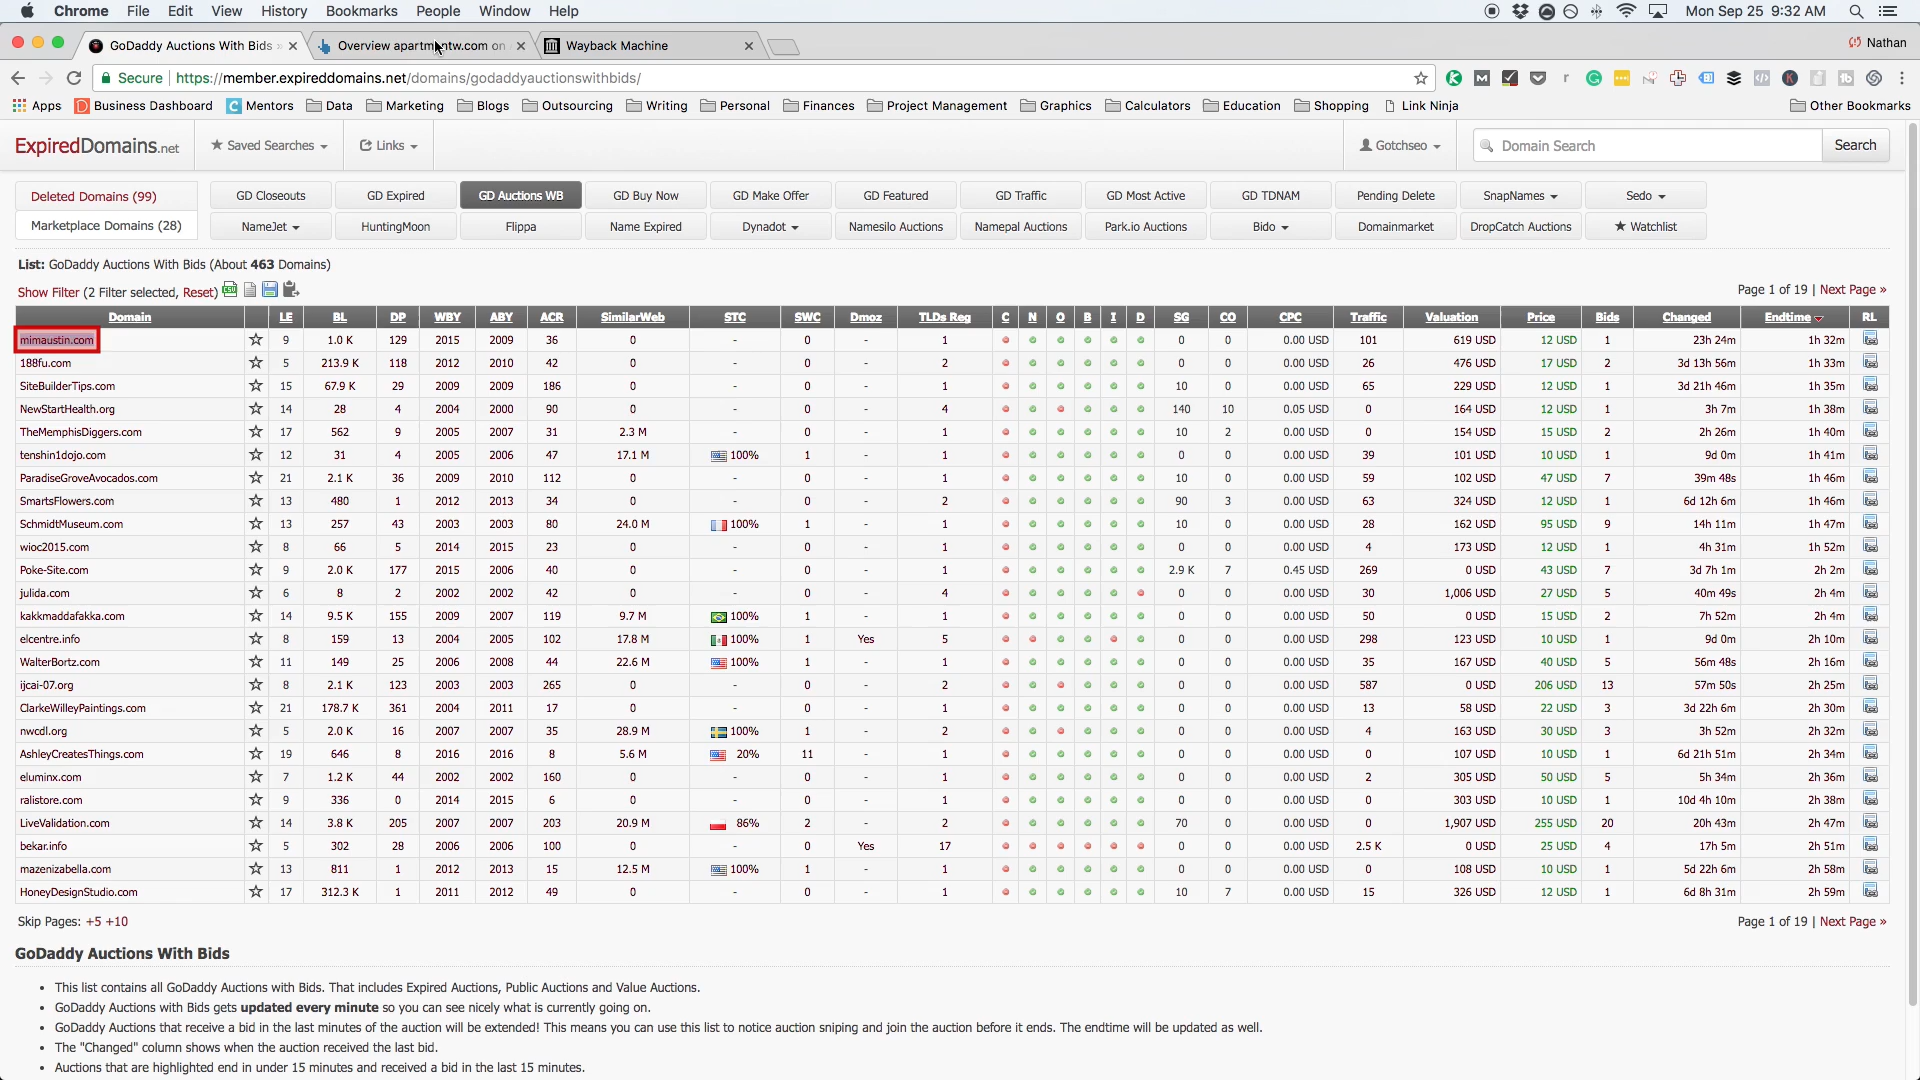 Chrome File Edit View History Bookmarks People Window Help Mon Sep 25 9:32 AM
GoDaddy Auctions With Bids Overview apartmentw.com on Wayback Machine Nathan
Secure https://member.expireddomains.net/domains/godaddyauctionswithbids/
Apps Business Dashboard Mentors Data Marketing Blogs Outsourcing Writing Personal Finances Project Management Graphics Calculators Education Shopping Link Ninja Other Bookmarks
ExpiredDomains.net Saved Searches Links Gotchseo Domain Search Search
Deleted Domains (99) GD Closeouts GD Expired GD Auctions WB GD Buy Now GD Make Offer GD Featured GD Traffic GD Most Active GD TDNAM Pending Delete SnapNames Sedo
Marketplace Domains (28) NameJet HuntingMoon Flippa Name Expired Dynadot Namesilo Auctions Namepal Auctions Park.io Auctions Bido Domainmarket DropCatch Auctions Watchlist
List: GoDaddy Auctions With Bids (About 463 Domains)
Show Filter (2 Filter selected, Reset) Page 1 of 19 | Next Page »
Domain LE BL DP WBY ABY ACR SimilarWeb STC SWC Dmoz TLDs Reg C N O B I D SG CO CPC Traffic Valuation Price Bids Changed Endtime RL
mimaustin.com 9 1.0 K 129 2015 2009 36 0 - 0 - 1 0 0 0.00 USD 101 619 USD 12 USD 1 23h 24m 1h 32m
188fu.com 5 213.9 K 118 2012 2010 42 0 - 0 - 2 0 0 0.00 USD 26 476 USD 17 USD 2 3d 13h 56m 1h 33m
SiteBuilderTips.com 15 67.9 K 29 2009 2009 186 0 - 0 - 1 10 0 0.00 USD 65 229 USD 12 USD 1 3d 21h 46m 1h 35m
NewStartHealth.org 14 28 4 2004 2000 90 0 - 0 - 4 140 10 0.05 USD 0 164 USD 12 USD 1 3h 7m 1h 38m
TheMemphisDiggers.com 17 562 9 2005 2007 31 2.3 M - 0 - 1 10 2 0.00 USD 0 154 USD 15 USD 2 2h 26m 1h 40m
tenshin1dojo.com 12 31 4 2005 2006 47 17.1 M 100% 1 - 1 0 0 0.00 USD 39 101 USD 10 USD 1 9d 0m 1h 41m
ParadiseGroveAvocados.com 21 2.1 K 36 2009 2010 112 0 - 0 - 1 10 0 0.00 USD 59 102 USD 47 USD 7 39m 48s 1h 46m
SmartsFlowers.com 13 480 1 2012 2013 34 0 - 0 - 2 90 3 0.00 USD 63 324 USD 12 USD 1 6d 12h 6m 1h 46m
SchmidtMuseum.com 13 257 43 2003 2003 80 24.0 M 100% 1 - 1 10 0 0.00 USD 28 162 USD 95 USD 9 14h 11m 1h 47m
wioc2015.com 8 66 5 2014 2015 23 0 - 0 - 1 0 0 0.00 USD 4 173 USD 12 USD 1 4h 31m 1h 52m
Poke-Site.com 9 2.0 K 177 2015 2006 40 0 - 0 - 1 2.9 K 7 0.45 USD 269 0 USD 43 USD 7 3d 7h 1m 2h 2m
julida.com 6 8 2 2002 2002 42 0 - 0 - 4 0 0 0.00 USD 30 1,006 USD 27 USD 5 40m 49s 2h 4m
kakkmaddafakka.com 14 9.5 K 155 2009 2007 119 9.7 M 100% 1 - 1 0 0 0.00 USD 50 0 USD 15 USD 2 7h 52m 2h 4m
elcentre.info 8 159 13 2004 2005 102 17.8 M 100% 1 Yes 5 0 0 0.00 USD 298 123 USD 10 USD 1 9d 0m 2h 10m
WalterBortz.com 11 149 25 2006 2008 44 22.6 M 100% 1 - 1 0 0 0.00 USD 35 167 USD 40 USD 5 56m 48s 2h 16m
ijcai-07.org 8 2.1 K 123 2003 2003 265 0 - 0 - 2 0 0 0.00 USD 587 0 USD 206 USD 13 57m 50s 2h 25m
ClarkeWilleyPaintings.com 21 178.7 K 361 2004 2011 17 0 - 0 - 1 0 0 0.00 USD 13 58 USD 22 USD 3 3d 22h 6m 2h 30m
nwcdl.org 5 2.0 K 16 2007 2007 35 28.9 M 100% 1 - 2 0 0 0.00 USD 4 163 USD 30 USD 3 3h 52m 2h 32m
AshleyCreatesThings.com 19 646 8 2016 2016 8 5.6 M 20% 11 - 1 0 0 0.00 USD 0 107 USD 10 USD 1 6d 21h 51m 2h 34m
eluminx.com 7 1.2 K 44 2002 2002 160 0 - 0 - 1 0 0 0.00 USD 2 305 USD 50 USD 5 5h 34m 2h 36m
ralistore.com 9 336 0 2014 2015 6 0 - 0 - 1 0 0 0.00 USD 0 303 USD 10 USD 1 10d 4h 10m 2h 38m
LiveValidation.com 14 3.8 K 205 2007 2007 203 20.9 M 86% 2 - 2 70 0 0.00 USD 0 1,907 USD 255 USD 20 20h 43m 2h 47m
bekar.info 5 302 28 2006 2006 100 0 - 0 Yes 17 0 0 0.00 USD 2.5 K 0 USD 25 USD 4 17h 5m 2h 51m
mazenizabella.com 13 811 1 2012 2013 15 12.5 M 100% 1 - 1 0 0 0.00 USD 0 108 USD 10 USD 1 5d 22h 6m 2h 58m
HoneyDesignStudio.com 17 312.3 K 1 2011 2012 49 0 - 0 - 1 10 7 0.00 USD 15 326 USD 12 USD 1 6d 8h 31m 2h 59m
Skip Pages: +5 +10 Page 1 of 19 | Next Page »
GoDaddy Auctions With Bids
• This list contains all GoDaddy Auctions with Bids. That includes Expired Auctions, Public Auctions and Value Auctions.
• GoDaddy Auctions with Bids gets updated every minute so you can see nicely what is currently going on.
• GoDaddy Auctions that receive a bid in the last minutes of the auction will be extended! This means you can use this list to notice auction sniping and join the auction before it ends. The endtime will be updated as well.
• The "Changed" column shows when the auction received the last bid.
• Auctions that are highlighted end in under 15 minutes and received a bid in the last 15 minutes.